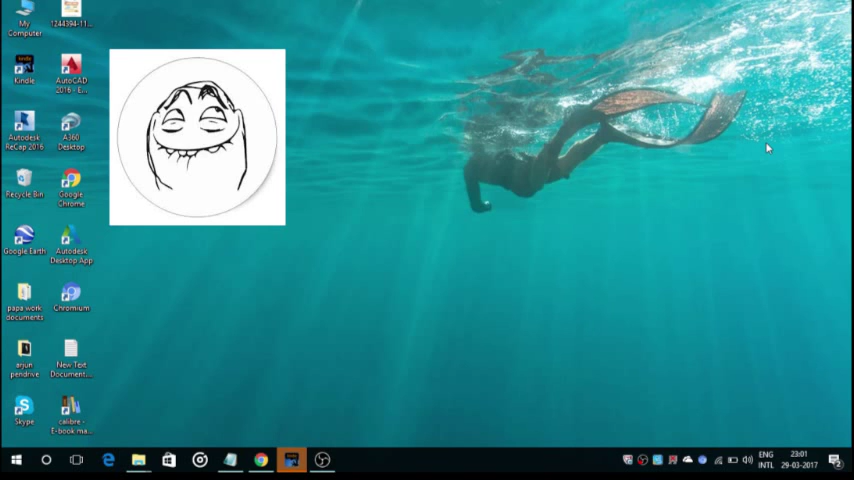 My
Computer
1244394-11...
Kindle
AutoCAD
2016 - E...
Autodesk
ReCap 2016
A360
Desktop
Recycle Bin
Google
Chrome
Google Earth
Autodesk
Desktop App
papa work
documents
Chromium
arjun
pendrive
New Text
Document...
Skype
calibre -
E-book ma...
ENG
INTL
23:01
29-03-2017
2